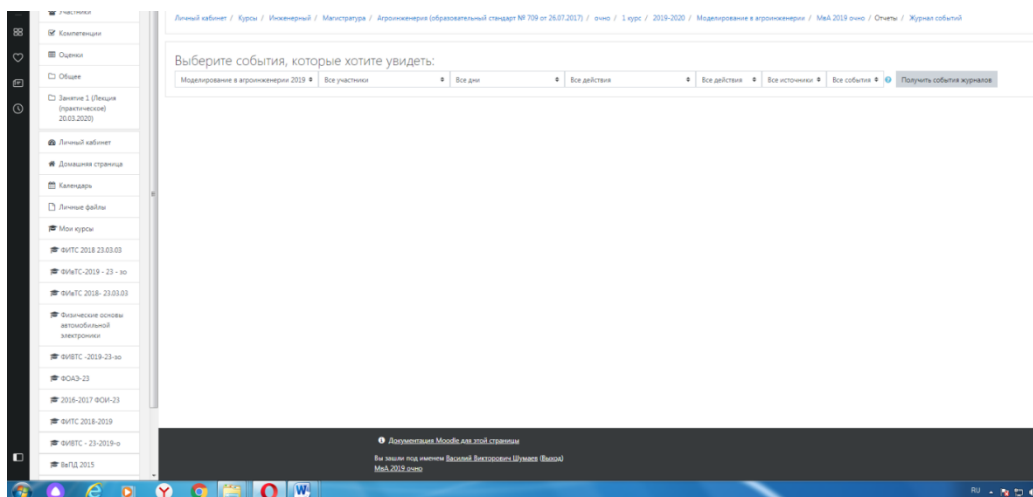 Участники
Личный кабинет / Курсы / Инженерный / Магистратура / Агроинженерия (образовательный стандарт № 709 от 26.07.2017) / очно / 1 курс / 2019-2020 / Моделирование в агроинженерии / МвА 2019 очно / Отчеты / Журнал событий
Компетенции
Оценки
Общее
Занятие 1 (Лекция
(практическое)
20.03.2020)
Выберите события, которые хотите увидеть:
Моделирование в агроинженерии 2019 Все участники Все дни Все действия Все действия Все источники Все события Получить события журналов
Личный кабинет
Домашняя страница
Календарь
Личные файлы
Мои курсы
ФИТС 2018 23.03.03
ФИвТС-2019 - 23 - зо
ФИвТС 2018- 23.03.03
Физические основы
автомобильной
электроники
ФИВТС -2019-23-зо
ФОАЭ-23
2016-2017 ФОИ-23
ФИТС 2018-2019
ФИВТС - 23-2019-о
ВвПД 2015
Документация Moodle для этой страницы
Вы зашли под именем Василий Викторович Шумаев (Выход)
МвА 2019 очно
RU